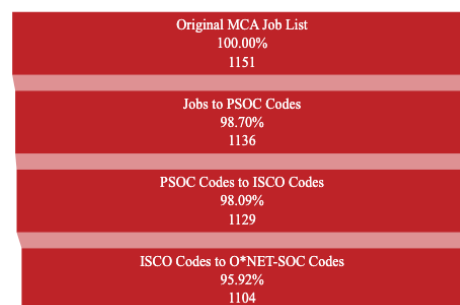 Original MCA Job List
100.00%
1151
Jobs to PSOC Codes
98.70%
1136
PSOC Codes to ISCO Codes
98.09%
1129
ISCO Codes to O*NET-SOC Codes
95.92%
1104